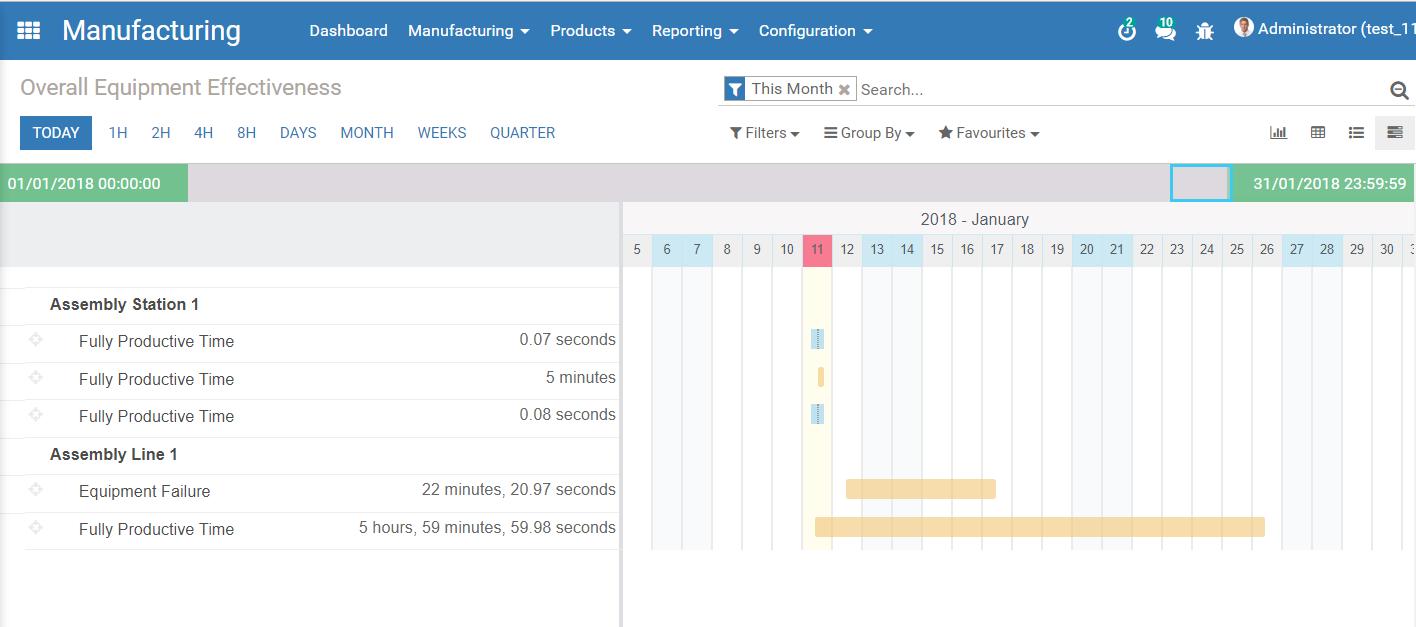 Manufacturing Dashboard Manufacturing Products Reporting Configuration 2 10 Administrator (test_11
Overall Equipment Effectiveness This Month Search...
TODAY 1H 2H 4H 8H DAYS MONTH WEEKS QUARTER Filters Group By Favourites
01/01/2018 00:00:00 31/01/2018 23:59:59
2018 - January
5 6 7 8 9 10 11 12 13 14 15 16 17 18 19 20 21 22 23 24 25 26 27 28 29 30
Assembly Station 1
Fully Productive Time 0.07 seconds
Fully Productive Time 5 minutes
Fully Productive Time 0.08 seconds
Assembly Line 1
Equipment Failure 22 minutes, 20.97 seconds
Fully Productive Time 5 hours, 59 minutes, 59.98 seconds